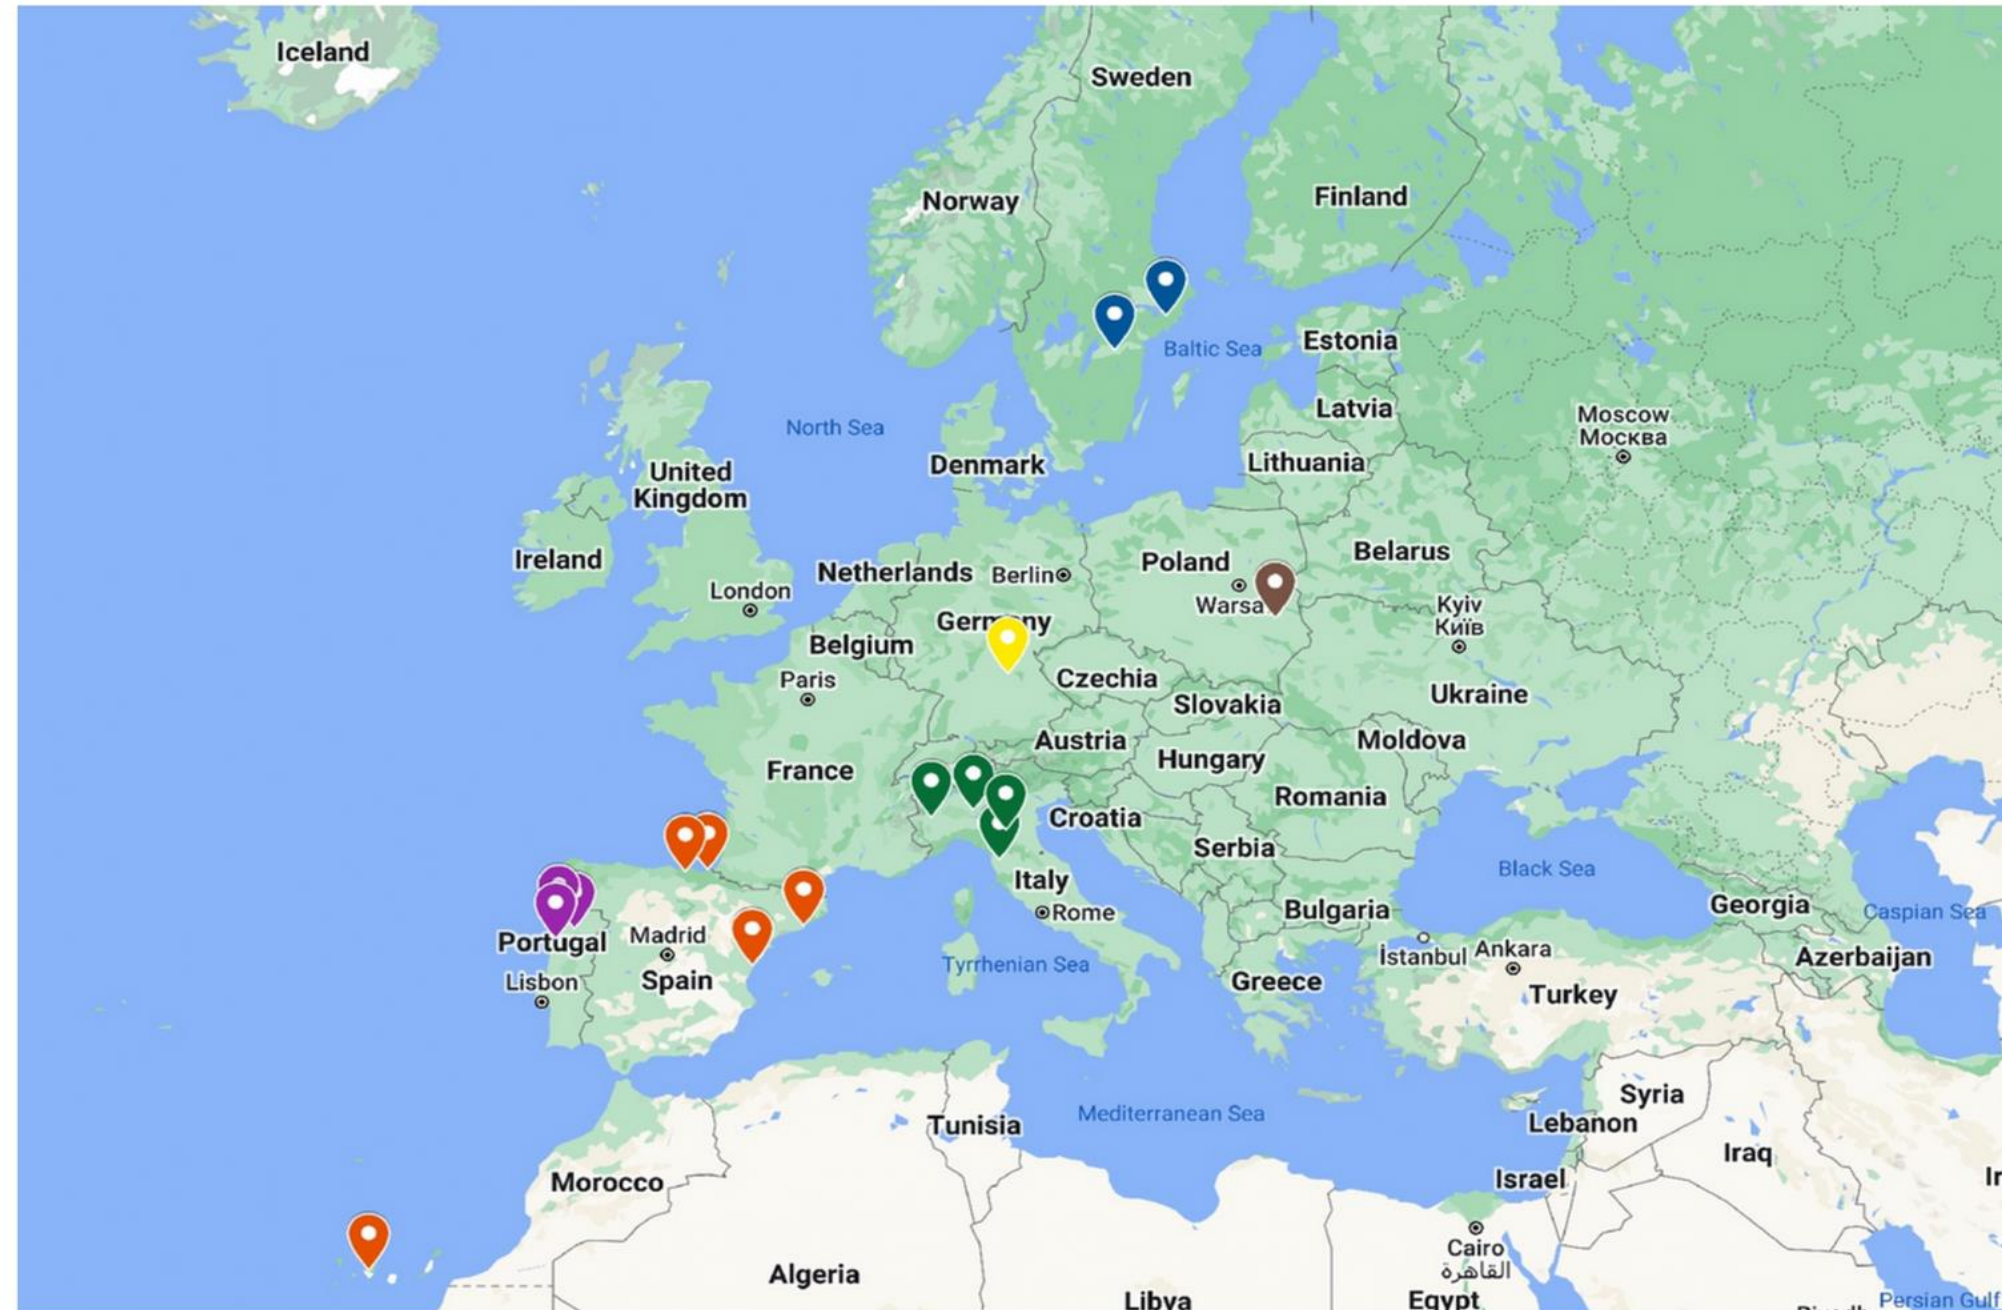 Iceland
Sweden
Norway
Finland
Baltic Sea
Estonia
Latvia
Moscow
Москва
North Sea
Denmark
Lithuania
United
Kingdom
Ireland
Poland
Belarus
Netherlands
Berlin
London
Warsa
Kyiv
Київ
Germany
Belgium
Paris
Czechia
Ukraine
Slovakia
Austria
Moldova
Hungary
France
Romania
Croatia
Serbia
Black Sea
Italy
Georgia
Caspian Sea
Rome
Bulgaria
Portugal
Madrid
İstanbul
Ankara
Azerbaijan
Tyrrhenian Sea
Lisbon
Spain
Greece
Turkey
Syria
Mediterranean Sea
Tunisia
Lebanon
Iraq
Morocco
Israel
Ir
Cairo
القاهرة
Algeria
Libya
Egypt
Persian Gulf